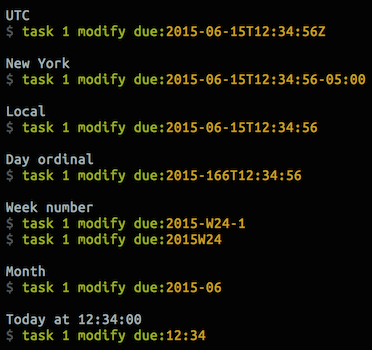 UTC
$ task 1 modify due:2015-06-15T12:34:56Z
New York
$ task 1 modify due:2015-06-15T12:34:56-05:00
Local
$ task 1 modify due:2015-06-15T12:34:56
Day ordinal
$ task 1 modify due:2015-166T12:34:56
Week number
$ task 1 modify due:2015-W24-1
$ task 1 modify due:2015W24
Month
$ task 1 modify due:2015-06
Today at 12:34:00
$ task 1 modify due:12:34